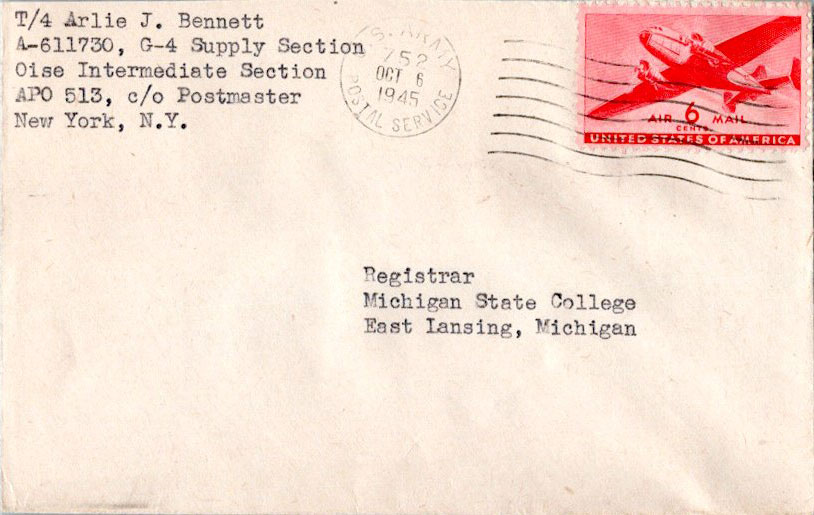 T/4 Arlie J. Bennett
A-611730, G-4 Supply Section
Oise Intermediate Section
APO 513, c/o Postmaster
New York, N.Y.
U.S. ARMY
752
OCT 6
1945
POSTAL SERVICE
AIR 6 MAIL
CENTS
UNITED STATES OF AMERICA
Registrar
Michigan State College
East Lansing, Michigan